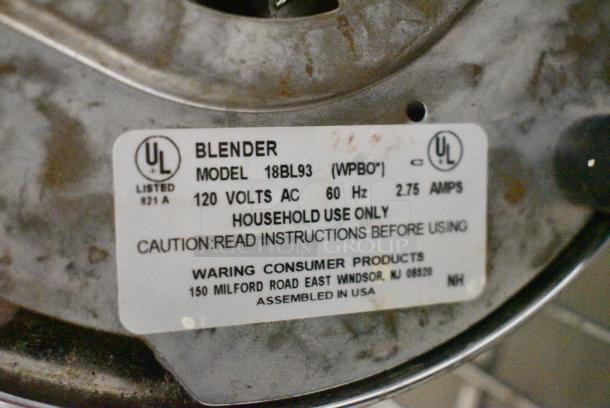 UL BLENDER C UL
LISTED 821 A
MODEL 18BL93 (WPBO*)
120 VOLTS AC 60 Hz 2.75 AMPS
HOUSEHOLD USE ONLY
CAUTION:READ INSTRUCTIONS BEFORE USING
WARING CONSUMER PRODUCTS
150 MILFORD ROAD EAST WINDSOR, NJ 08520 NH
ASSEMBLED IN USA
AUCTION GROUP